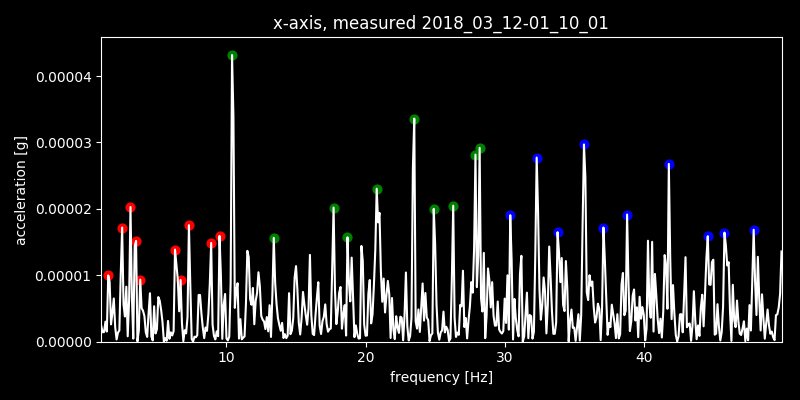 x-axis, measured 2018_03_12-01_10_01
acceleration [g]
0.00004
0.00003
0.00002
0.00001
0.00000
10 20 30 40
frequency [Hz]